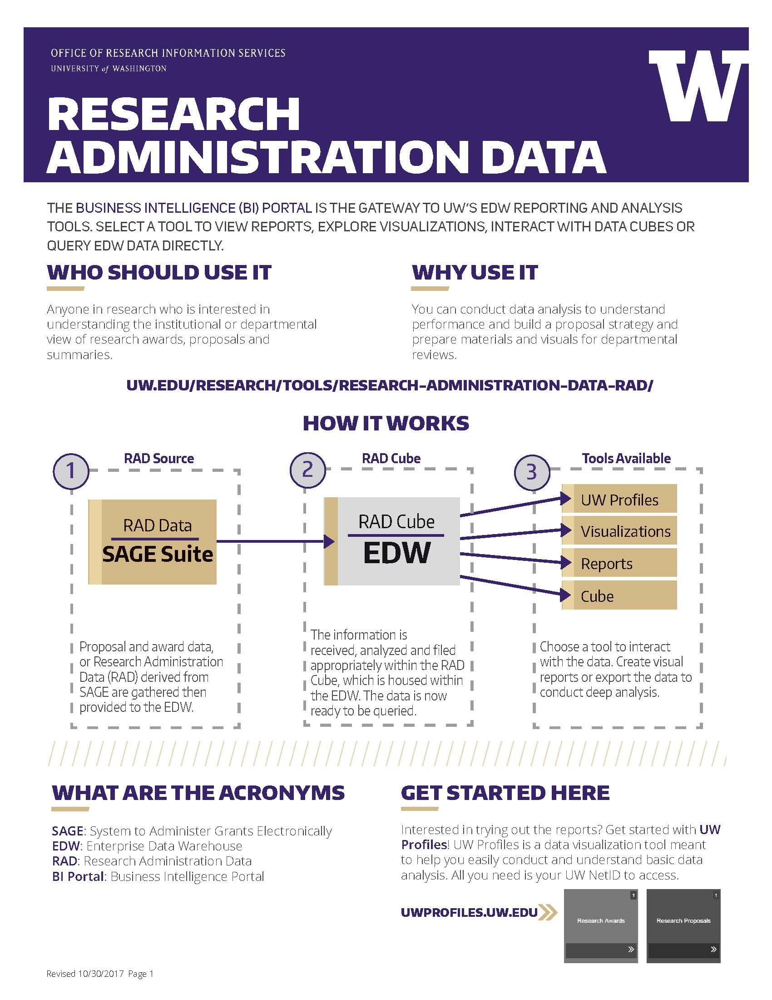 OFFICE OF RESEARCH INFORMATION SERVICES
UNIVERSITY of WASHINGTON
W
RESEARCH
ADMINISTRATION DATA
THE BUSINESS INTELLIGENCE (BI) PORTAL IS THE GATEWAY TO UW'S EDW REPORTING AND ANALYSIS
TOOLS. SELECT A TOOL TO VIEW REPORTS, EXPLORE VISUALIZATIONS, INTERACT WITH DATA CUBES OR
QUERY EDW DATA DIRECTLY.
WHO SHOULD USE IT
Anyone in research who is interested in
understanding the institutional or departmental
view of research awards, proposals and
summaries.
WHY USE IT
You can conduct data analysis to understand
performance and build a proposal strategy and
prepare materials and visuals for departmental
reviews.
UW.EDU/RESEARCH/TOOLS/RESEARCH-ADMINISTRATION-DATA-RAD/
HOW IT WORKS
1
RAD Source
RAD Data
SAGE Suite
Proposal and award data,
or Research Administration
Data (RAD) derived from
SAGE are gathered then
provided to the EDW.
2
RAD Cube
RAD Cube
EDW
The information is
received, analyzed and filed
appropriately within the RAD
Cube, which is housed within
the EDW. The data is now
ready to be queried.
3
Tools Available
UW Profiles
Visualizations
Reports
Cube
Choose a tool to interact
with the data. Create visual
reports or export the data to
conduct deep analysis.
WHAT ARE THE ACRONYMS
SAGE: System to Administer Grants Electronically
EDW: Enterprise Data Warehouse
RAD: Research Administration Data
BI Portal: Business Intelligence Portal
GET STARTED HERE
Interested in trying out the reports? Get started with UW
Profiles! UW Profiles is a data visualization tool meant
to help you easily conduct and understand basic data
analysis. All you need is your UW NetID to access.
UWPROFILES.UW.EDU
1
Research Awards
»
1
Research Proposals
»
Revised 10/30/2017 Page 1